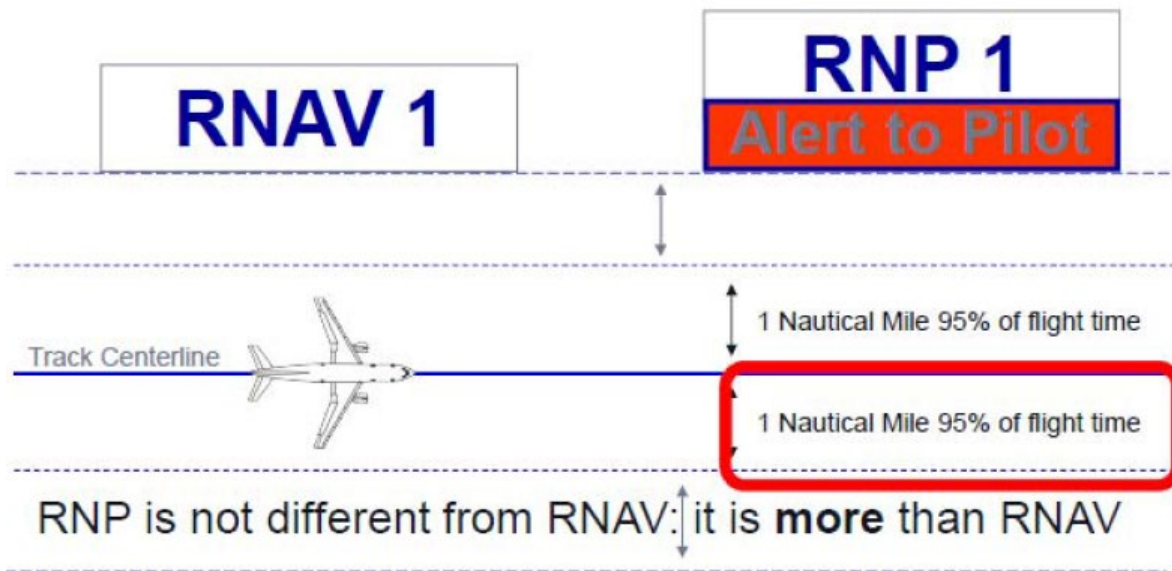 RNAV 1
RNP 1
Alert to Pilot
1 Nautical Mile 95% of flight time
Track Centerline
1 Nautical Mile 95% of flight time
RNP is not different from RNAV: it is more than RNAV